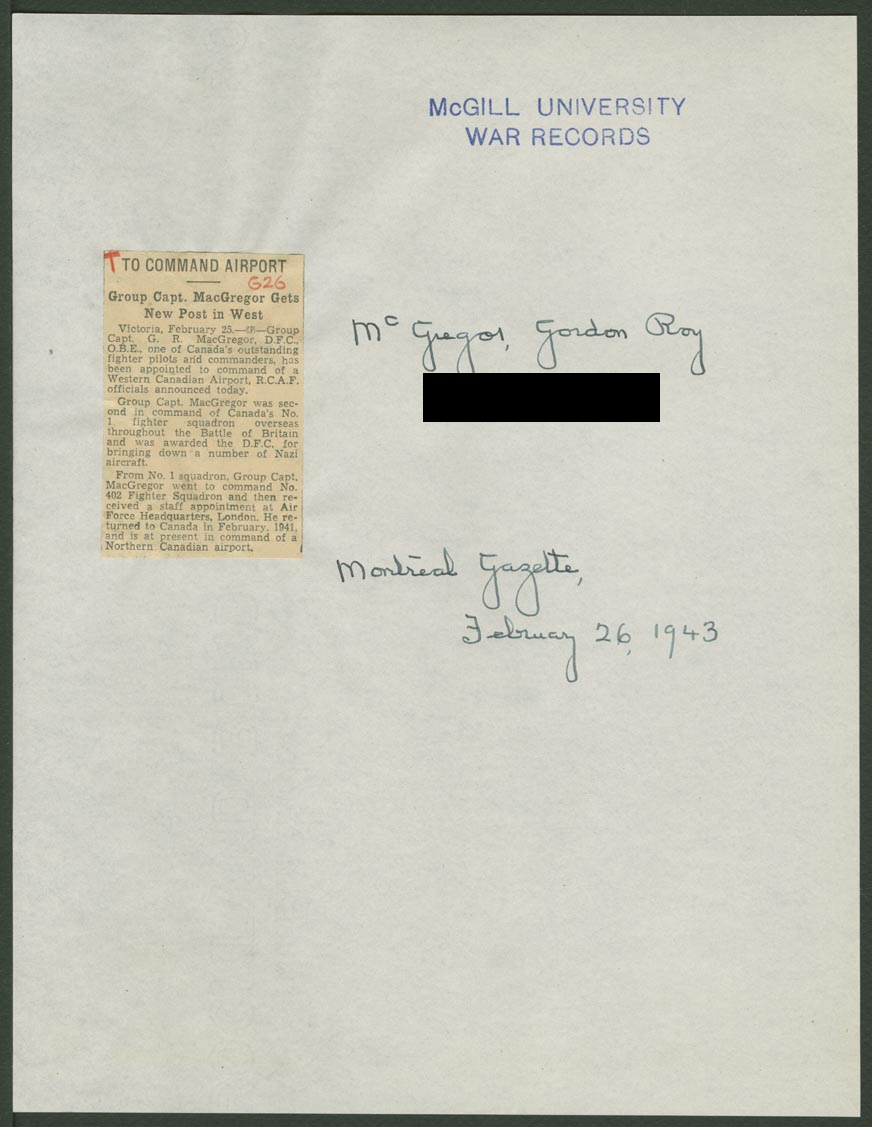 McGILL UNIVERSITY
WAR RECORDS
T TO COMMAND AIRPORT
G26
Group Capt. MacGregor Gets
New Post in West
Victoria, February 25.—CP—Group
Capt. G. R. MacGregor, D.F.C.,
O.B.E., one of Canada's outstanding
fighter pilots and commanders, has
been appointed to command of a
Western Canadian Airport, R.C.A.F.
officials announced today.
Group Capt. MacGregor was sec-
ond in command of Canada's No.
1 fighter squadron overseas
throughout the Battle of Britain
and was awarded the D.F.C. for
bringing down a number of Nazi
aircraft.
From No. 1 squadron, Group Capt.
MacGregor went to command No.
402 Fighter Squadron and then re-
ceived a staff appointment at Air
Force Headquarters, London. He re-
turned to Canada in February, 1941,
and is at present in command of a
Northern Canadian airport.
McGregor, Gordon Roy
Montreal Gazette,
February 26, 1943